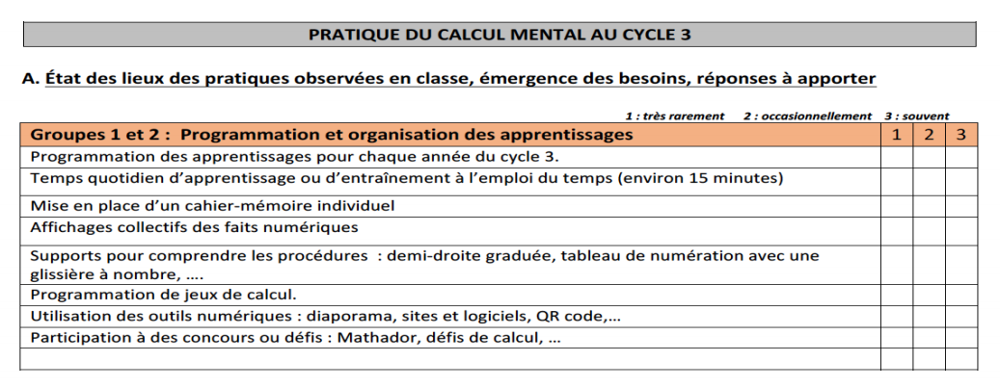 PRATIQUE DU CALCUL MENTAL AU CYCLE 3
A. État des lieux des pratiques observées en classe, émergence des besoins, réponses à apporter
1 : très rarement 2 : occasionnellement 3 : souvent
Groupes 1 et 2 : Programmation et organisation des apprentissages 1 2 3
Programmation des apprentissages pour chaque année du cycle 3.
Temps quotidien d’apprentissage ou d’entraînement à l’emploi du temps (environ 15 minutes)
Mise en place d’un cahier-mémoire individuel
Affichages collectifs des faits numériques
Supports pour comprendre les procédures : demi-droite graduée, tableau de numération avec une
glissière à nombre, ....
Programmation de jeux de calcul.
Utilisation des outils numériques : diaporama, sites et logiciels, QR code,...
Participation à des concours ou défis : Mathador, défis de calcul, ...